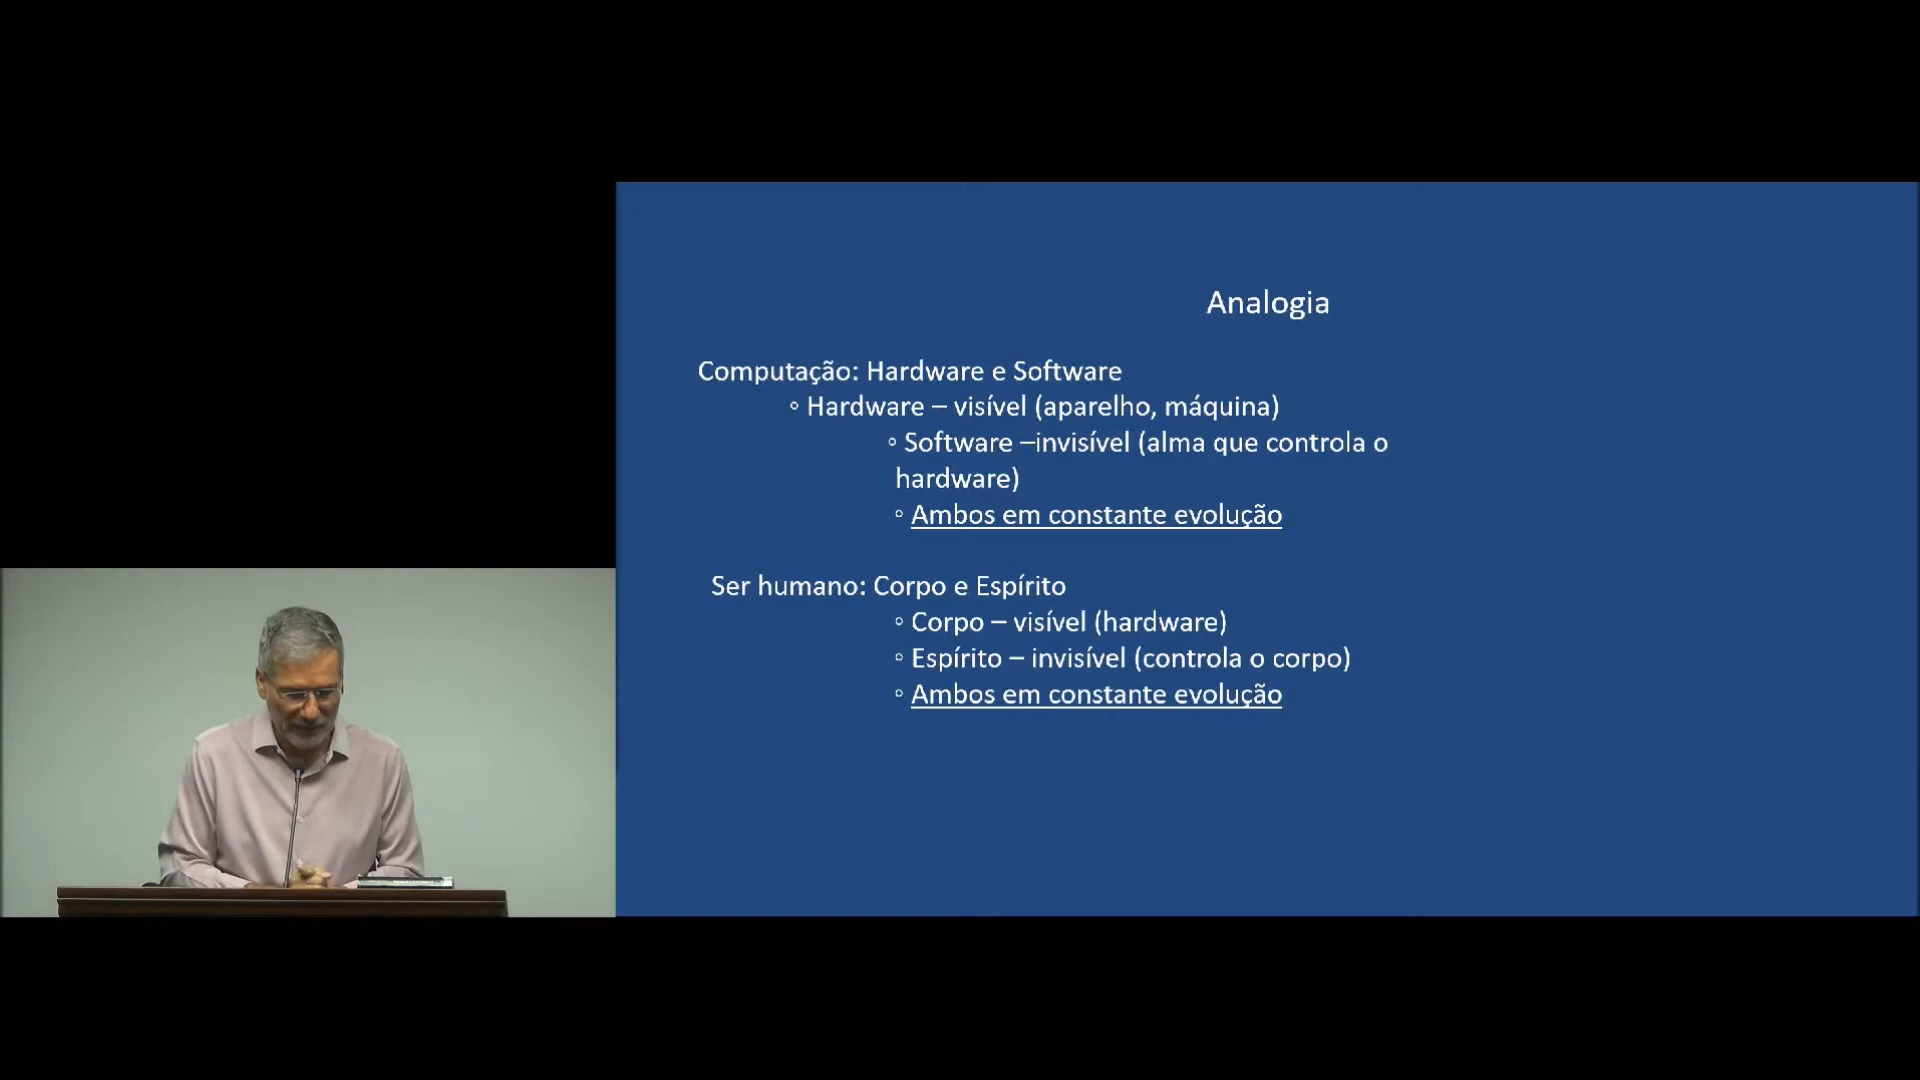 Analogia
Computação: Hardware e Software
◦ Hardware – visível (aparelho, máquina)
◦ Software –invisível (alma que controla o
hardware)
◦ Ambos em constante evolução
Ser humano: Corpo e Espírito
◦ Corpo – visível (hardware)
◦ Espírito – invisível (controla o corpo)
◦ Ambos em constante evolução